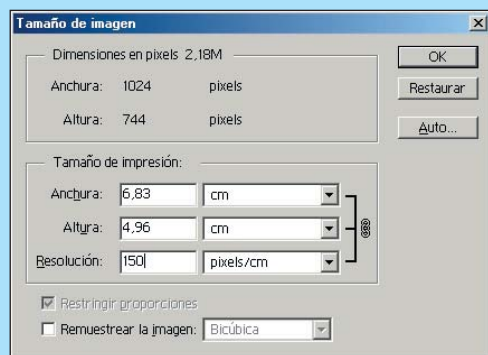 Tamaño de imagen
Dimensiones en pixels 2,18M
OK
Anchura: 1024 pixels
Restaurar
Altura: 744 pixels
Auto...
Tamaño de impresión:
Anchura: 6,83 cm
Altura: 4,96 cm
Resolución: 150 pixels/cm
Restringir proporciones
Remuestrear la imagen: Bicúbica